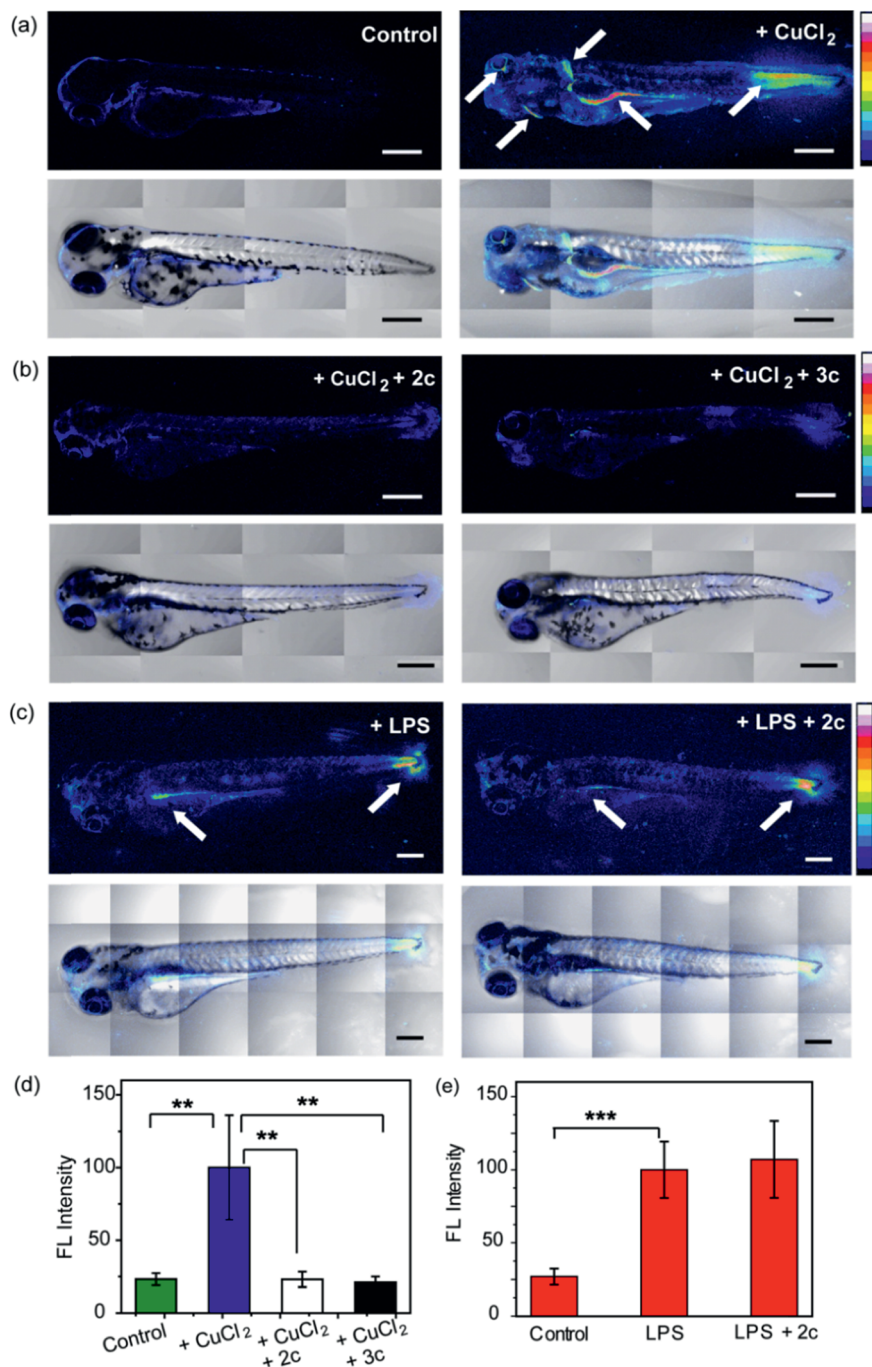 (a)
Control
+ CuCl₂
(b)
+ CuCl₂ + 2c
+ CuCl₂ + 3c
(c)
+ LPS
+ LPS + 2c
(d)
150
100
50
0
FL Intensity
**
**
**
Control
+ CuCl₂
+ CuCl₂
+ 2c
+ CuCl₂
+ 3c
(e)
150
100
50
0
FL Intensity
***
Control
LPS
LPS + 2c